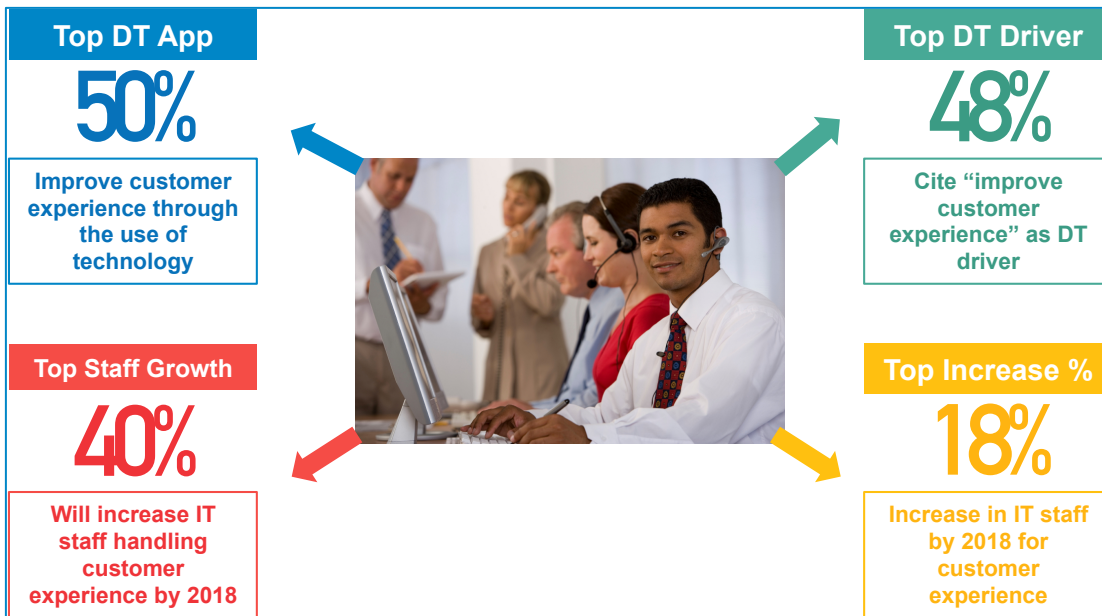 Top DT App
50%
Improve customer
experience through
the use of
technology
Top DT Driver
48%
Cite “improve
customer
experience” as DT
driver
Top Staff Growth
40%
Will increase IT
staff handling
customer
experience by 2018
Top Increase %
18%
Increase in IT staff
by 2018 for
customer
experience